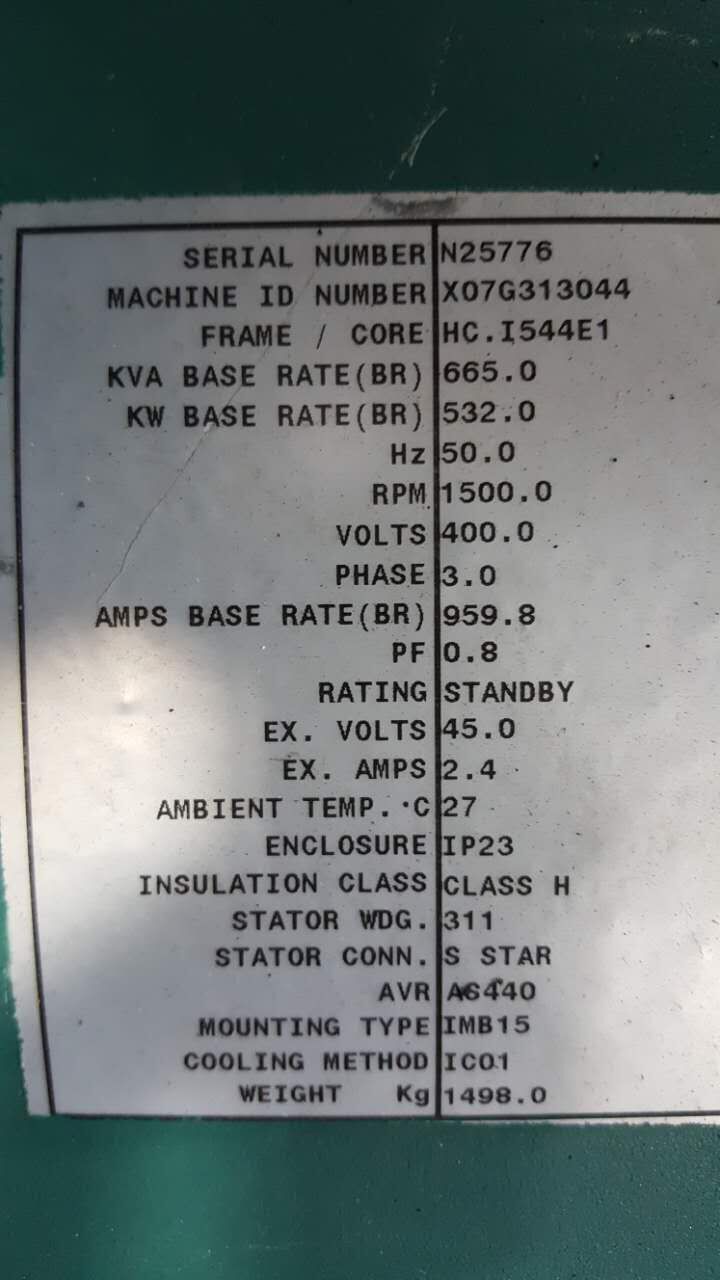 SERIAL NUMBER N25776
MACHINE ID NUMBER X07G313044
FRAME / CORE HC.I544E1
KVA BASE RATE(BR) 665.0
KW BASE RATE(BR) 532.0
Hz 50.0
RPM 1500.0
VOLTS 400.0
PHASE 3.0
AMPS BASE RATE(BR) 959.8
PF 0.8
RATING STANDBY
EX. VOLTS 45.0
EX. AMPS 2.4
AMBIENT TEMP.°C 27
ENCLOSURE IP23
INSULATION CLASS CLASS H
STATOR WDG. 311
STATOR CONN. S STAR
AVR AS440
MOUNTING TYPE IMB15
COOLING METHOD IC01
WEIGHT Kg 1498.0